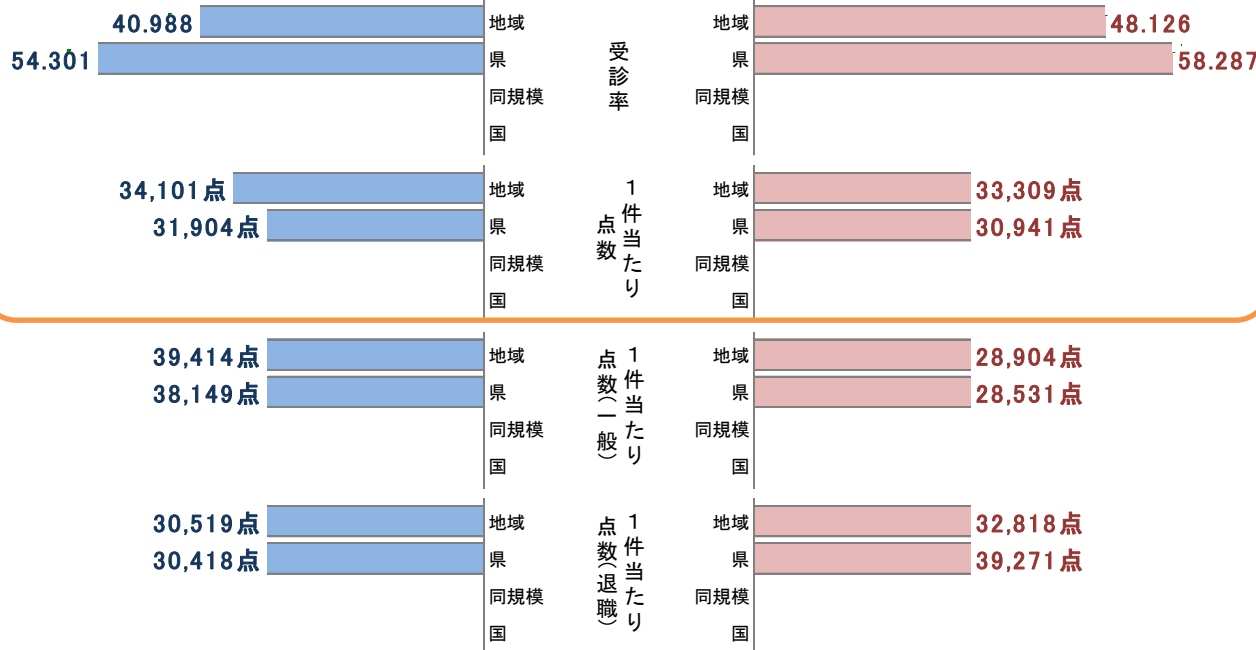 40.988 地域
54.301 県
同規模
国
受診率
地域 48.126
県 58.287
同規模
国
34,101点 地域
31,904点 県
同規模
国
1件当たり
点数
地域 33,309点
県 30,941点
同規模
国
39,414点 地域
38,149点 県
同規模
国
1件当たり
点数(一般)
地域 28,904点
県 28,531点
同規模
国
30,519点 地域
30,418点 県
同規模
国
1件当たり
点数(退職)
地域 32,818点
県 39,271点
同規模
国